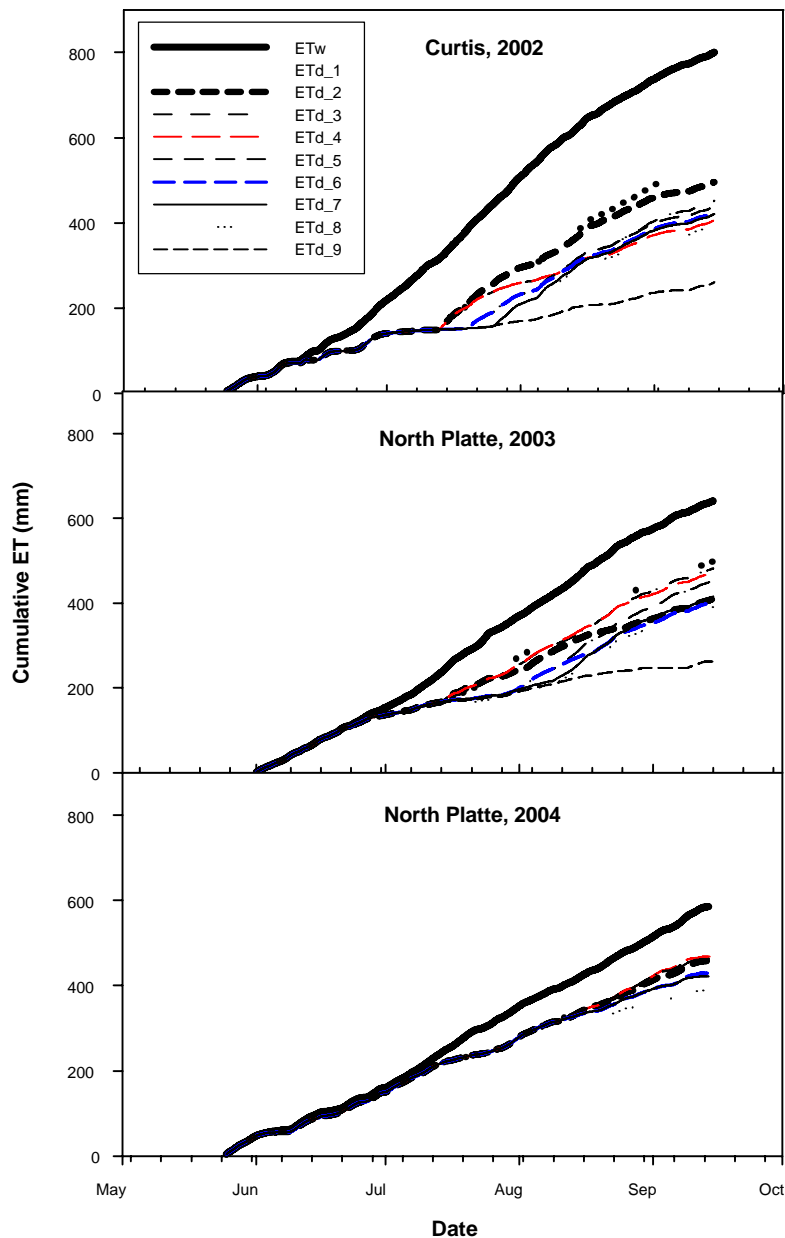 Curtis, 2002
ETw
ETd_1
ETd_2
ETd_3
ETd_4
ETd_5
ETd_6
ETd_7
ETd_8
ETd_9
800
600
400
200
0
North Platte, 2003
800
600
400
200
0
North Platte, 2004
800
600
400
200
0
Cumulative ET (mm)
May Jun Jul Aug Sep Oct
Date